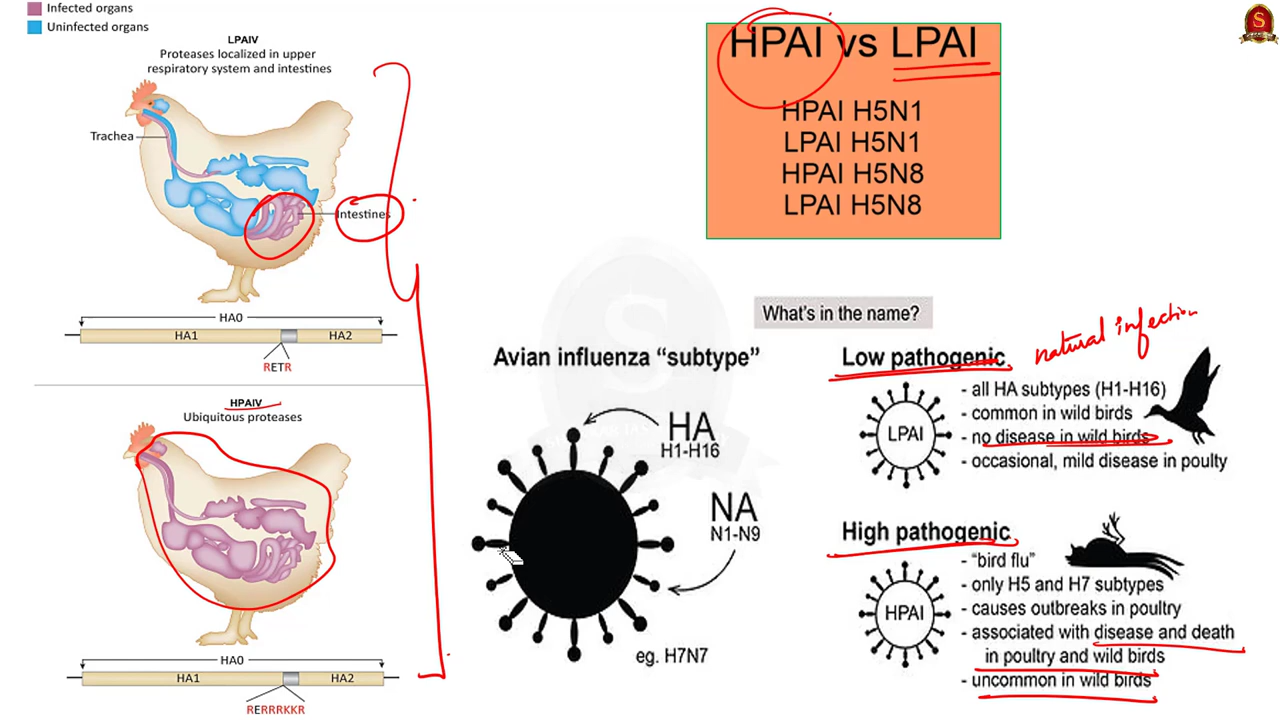 Infected organs
Uninfected organs
LPAIV
Proteases localized in upper
respiratory system and intestines
Trachea
Intestines
HA0
HA1
HA2
RETR
HPAIV
Ubiquitous proteases
HA0
HA1
HA2
RERRRKKR
HPAI vs LPAI
HPAI H5N1
LPAI H5N1
HPAI H5N8
LPAI H5N8
What's in the name?
Avian influenza “subtype”
HA
H1-H16
NA
N1-N9
eg. H7N7
Low pathogenic
natural infection
LPAI
- all HA subtypes (H1-H16)
- common in wild birds
- no disease in wild birds
- occasional, mild disease in poulty
High pathogenic
HPAI
- “bird flu”
- only H5 and H7 subtypes
- causes outbreaks in poultry
- associated with disease and death
in poultry and wild birds
- uncommon in wild birds
S